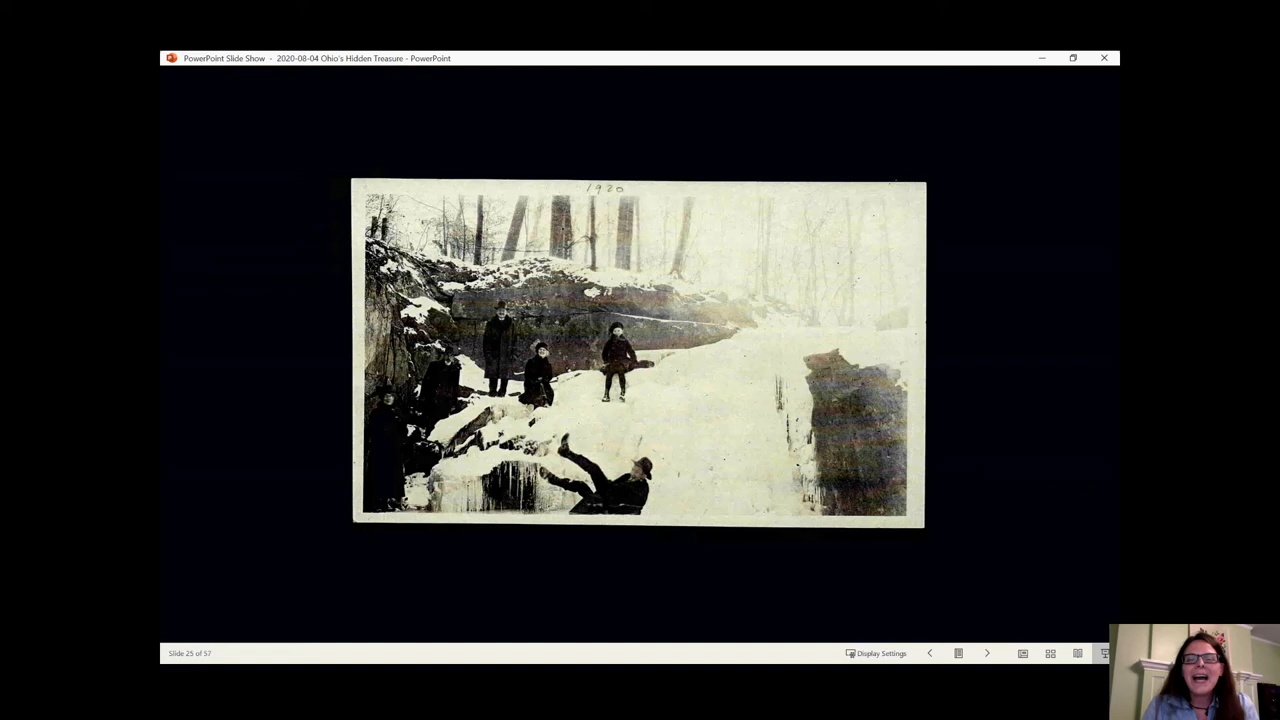 PowerPoint Slide Show - 2020-08-04 Ohio's Hidden Treasure - PowerPoint
1920
Slide 25 of 57
Display Settings